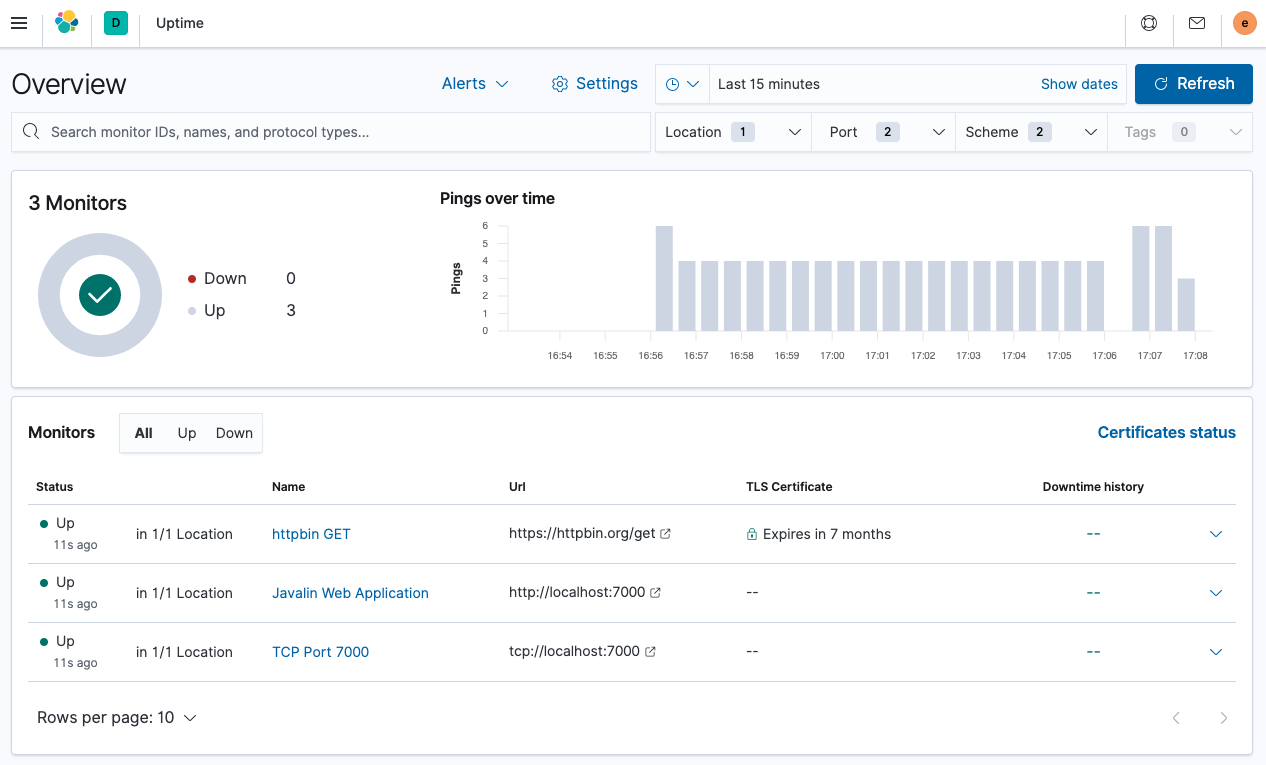 D Uptime e
Overview Alerts Settings Last 15 minutes Show dates Refresh
Search monitor IDs, names, and protocol types... Location 1 Port 2 Scheme 2 Tags 0
3 Monitors
Down 0
Up 3
Pings over time
Pings
6
5
4
3
2
1
0
16:54 16:55 16:56 16:57 16:58 16:59 17:00 17:01 17:02 17:03 17:04 17:05 17:06 17:07 17:08
Monitors All Up Down Certificates status
Status Name Url TLS Certificate Downtime history
Up
11s ago
in 1/1 Location httpbin GET https://httpbin.org/get Expires in 7 months --
Up
11s ago
in 1/1 Location Javalin Web Application http://localhost:7000 -- --
Up
11s ago
in 1/1 Location TCP Port 7000 tcp://localhost:7000 -- --
Rows per page: 10